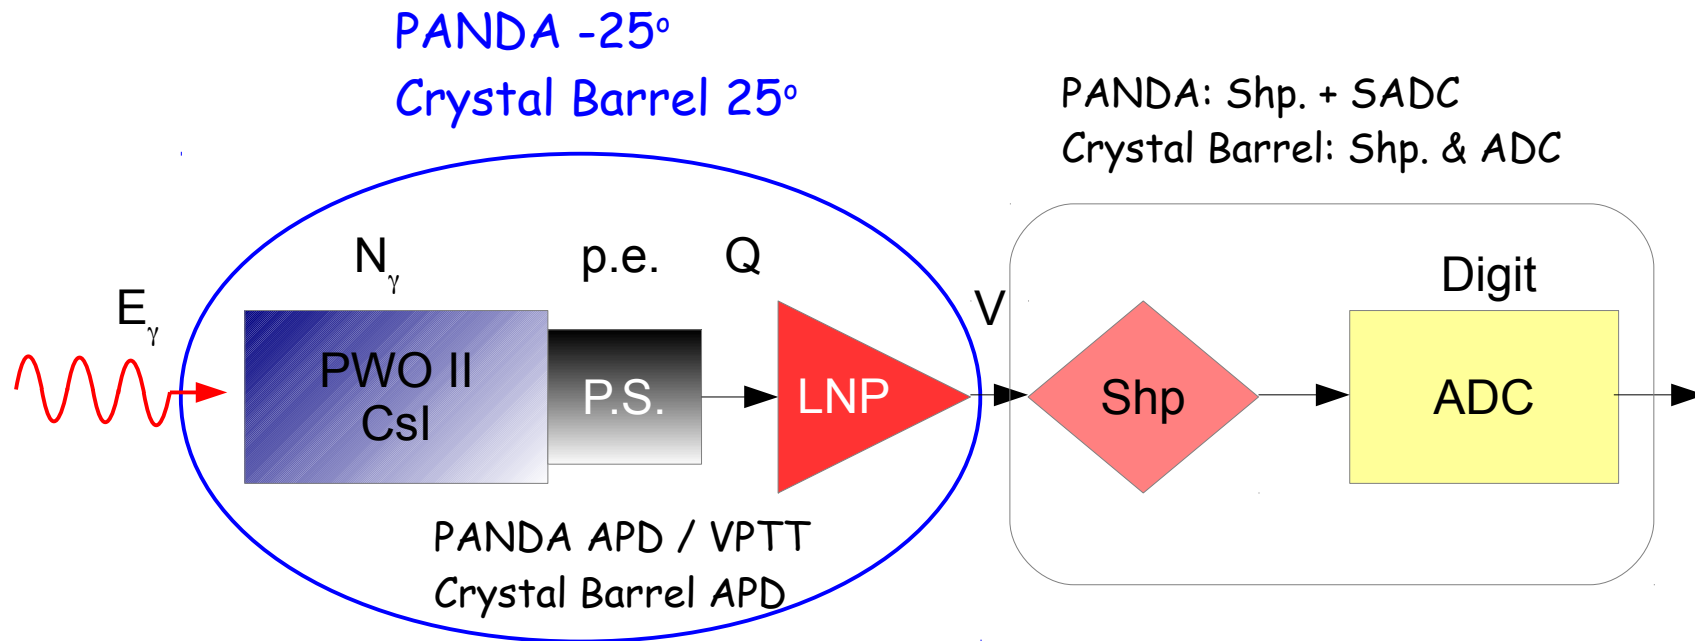 PANDA -25°
Crystal Barrel 25°
PANDA: Shp. + SADC
Crystal Barrel: Shp. & ADC
Nγ
p.e.
Q
Digit
Eγ
V
PWO II
CsI
P.S.
LNP
Shp
ADC
PANDA APD / VPTT
Crystal Barrel APD